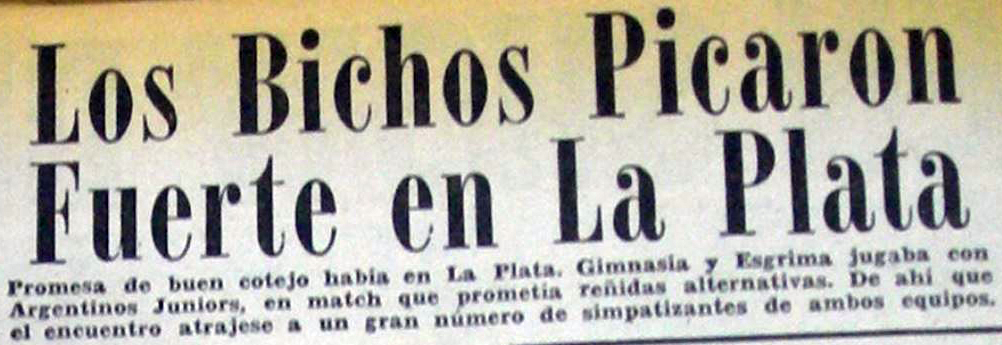 Los Bichos Picaron
Fuerte en La Plata
Promesa de buen cotejo había en La Plata. Gimnasia y Esgrima jugaba con
Argentinos Juniors, en match que prometía reñidas alternativas. De ahí que
el encuentro atrajese a un gran número de simpatizantes de ambos equipos.